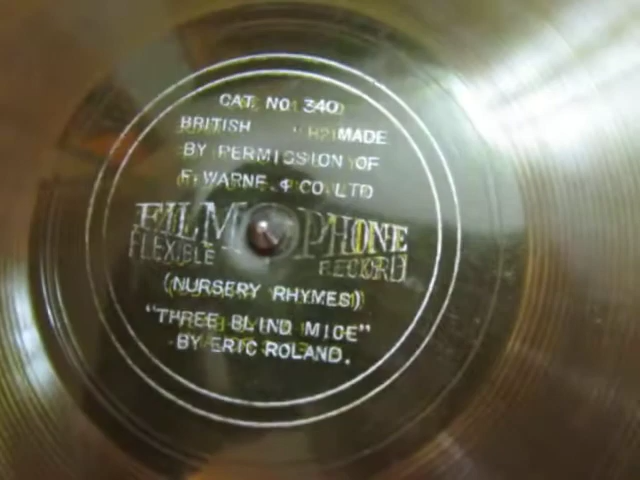 CAT. NO. 340
BRITISH H2 MADE
BY PERMISSION OF
F. WARNE & CO. LTD
FILMOPHONE
FLEXIBLE RECORD
(NURSERY RHYMES)
"THREE BLIND MICE"
BY ERIC ROLAND.